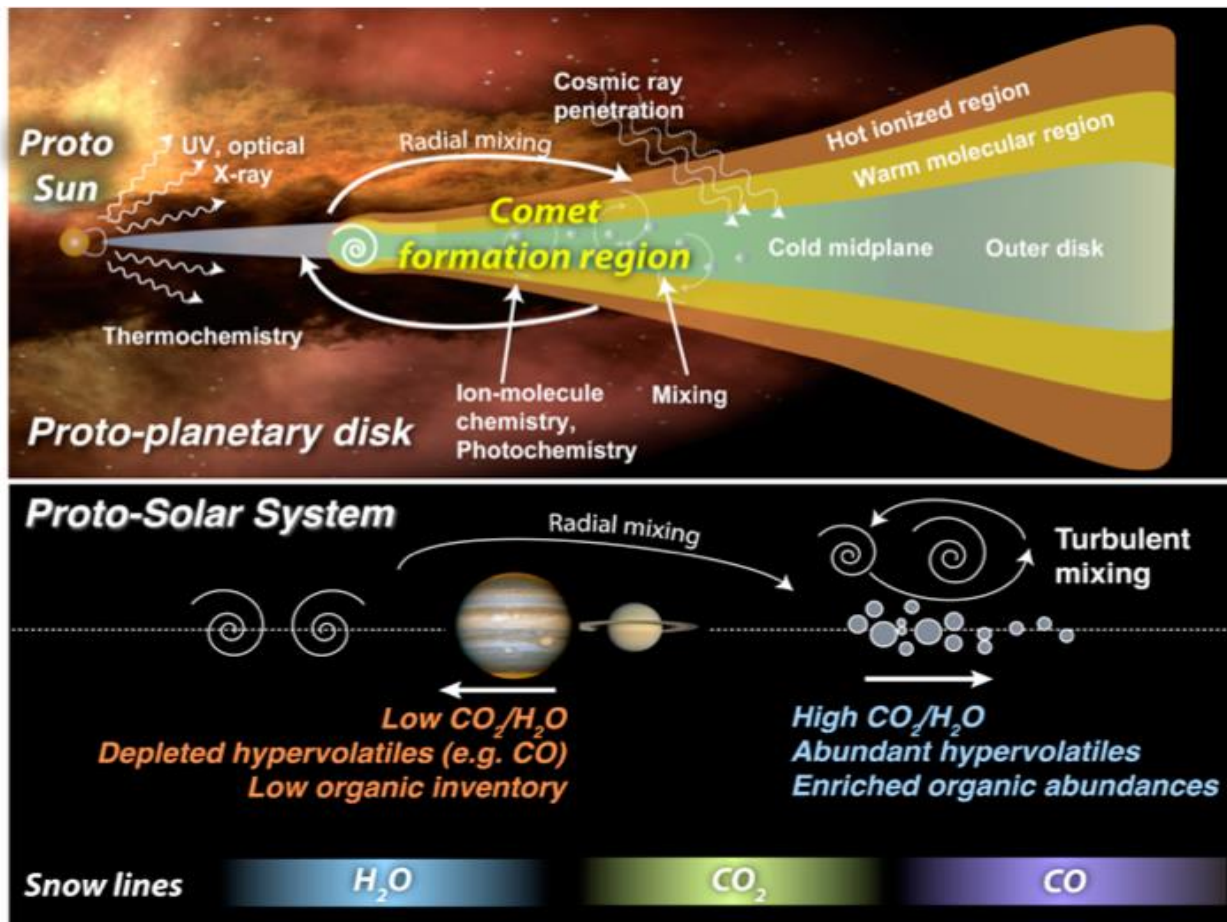 Proto
Sun
UV, optical
X-ray
Radial mixing
Cosmic ray
penetration
Hot ionized region
Warm molecular region
Comet
formation region
Cold midplane
Outer disk
Thermochemistry
Ion-molecule
chemistry,
Photochemistry
Mixing
Proto-planetary disk
Proto-Solar System
Radial mixing
Turbulent
mixing
Low CO₂/H₂O
Depleted hypervolatiles (e.g. CO)
Low organic inventory
High CO₂/H₂O
Abundant hypervolatiles
Enriched organic abundances
Snow lines
H₂O
CO₂
CO